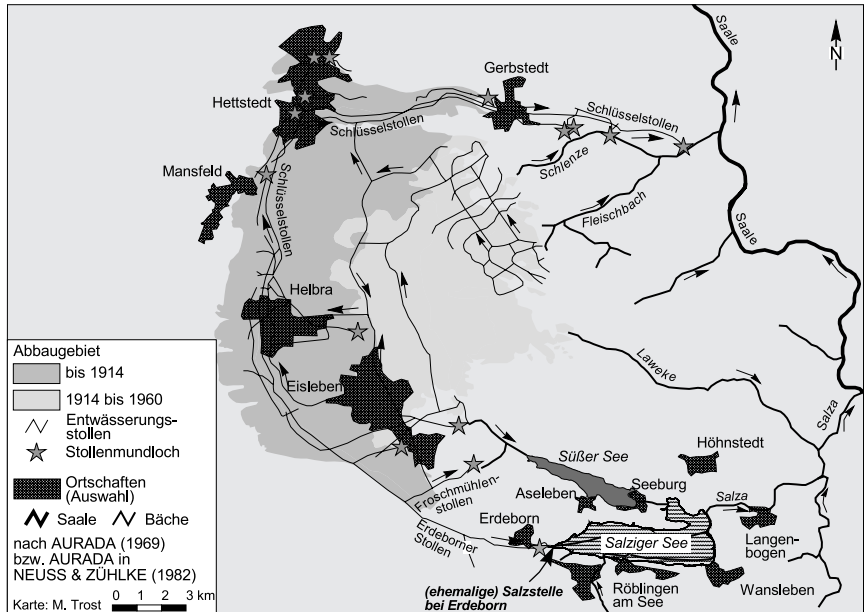 Saale
N
Gerbstedt
Hettstedt
Schlüsselstollen
Schlüsselstollen
Mansfeld
Schlenze
Schlüsselstollen
Fleischbach
Saale
Helbra
Eisleben
Laweke
Salza
Höhnstedt
Süßer See
Aseleben
Seeburg
Salza
Froschmühlen-
stollen
Erdeborn
Erdeborner
Stollen
Salziger See
Langen-
bogen
(ehemalige) Salzstelle
bei Erdeborn
Röblingen
am See
Wansleben
Abbaugebiet
bis 1914
1914 bis 1960
Entwässerungs-
stollen
Stollenmundloch
Ortschaften
(Auswahl)
Saale
Bäche
nach AURADA (1969)
bzw. AURADA in
NEUSS & ZÜHLKE (1982)
Karte: M. Trost
0 1 2 3 km